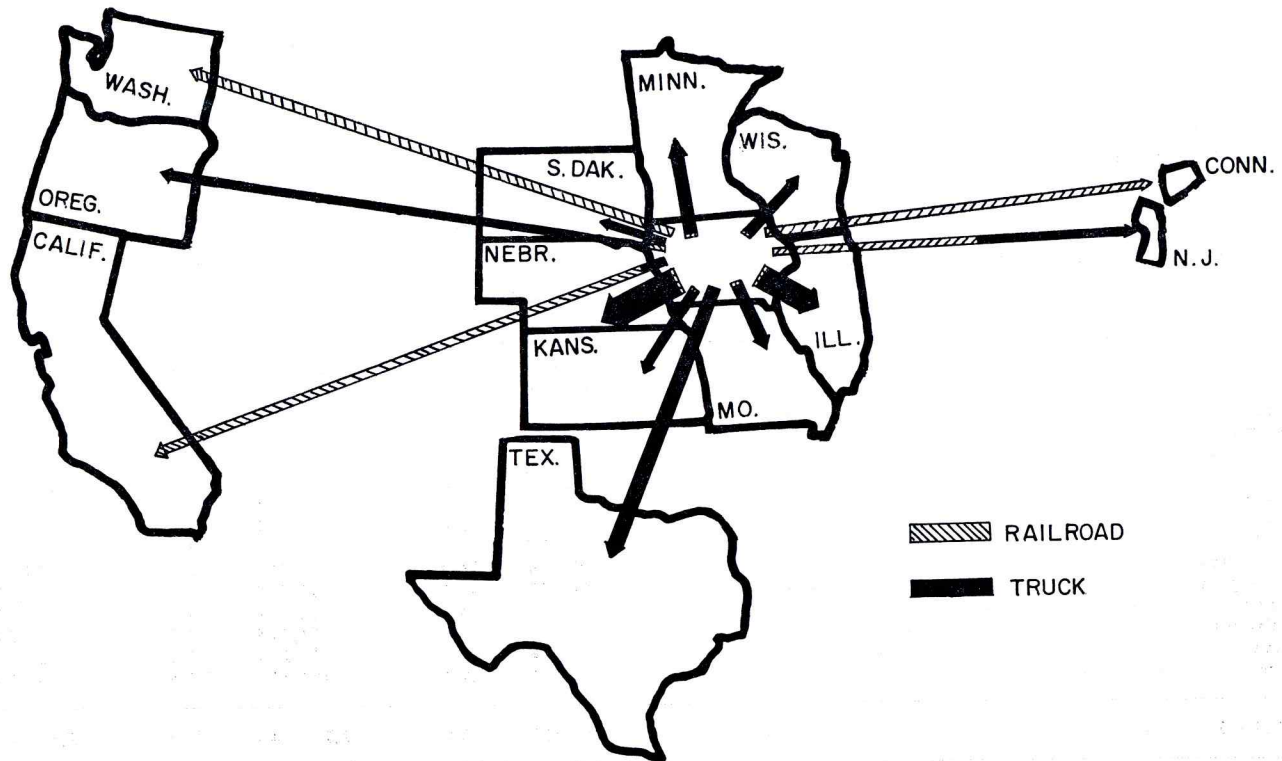 WASH.
OREG.
CALIF.
MINN.
WIS.
S. DAK.
NEBR.
KANS.
MO.
ILL.
TEX.
CONN.
N.J.
RAILROAD
TRUCK